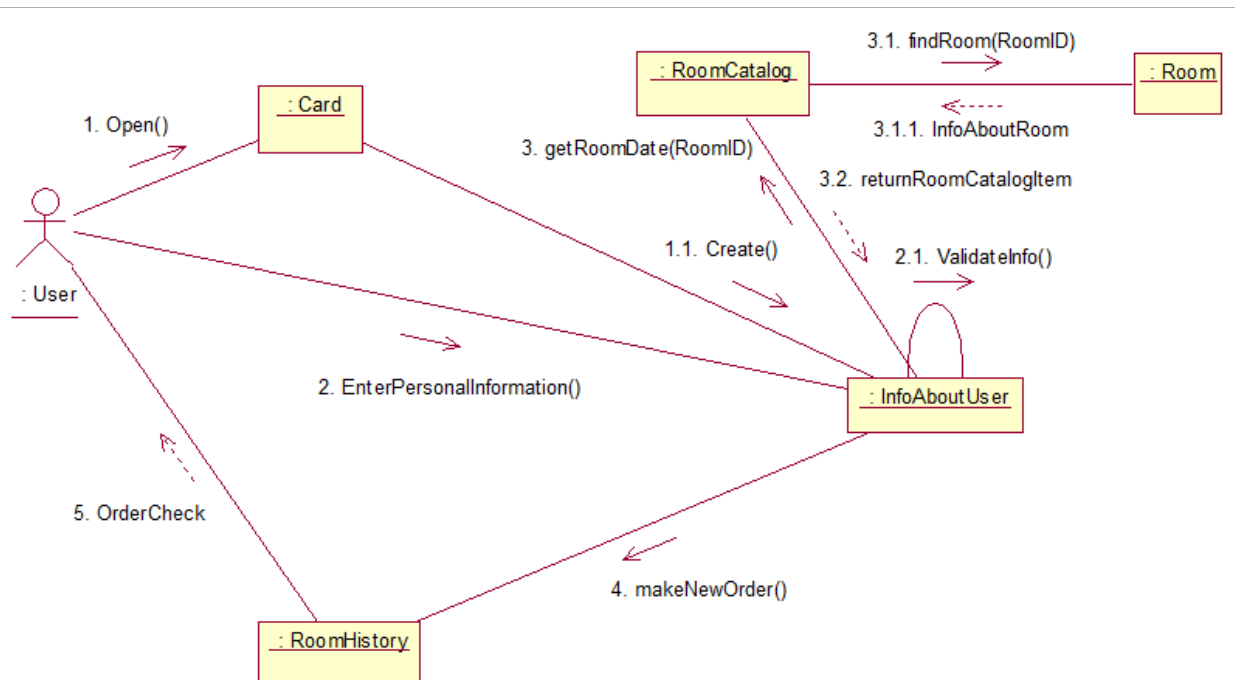 3.1. findRoom(RoomID)
: RoomCatalog
: Room
: Card
1. Open()
3.1.1. InfoAboutRoom
3. getRoomDate(RoomID)
3.2. returnRoomCatalogItem
1.1. Create()
2.1. ValidateInfo()
: User
2. EnterPersonalInformation()
: InfoAboutUser
5. OrderCheck
4. makeNewOrder()
: RoomHistory